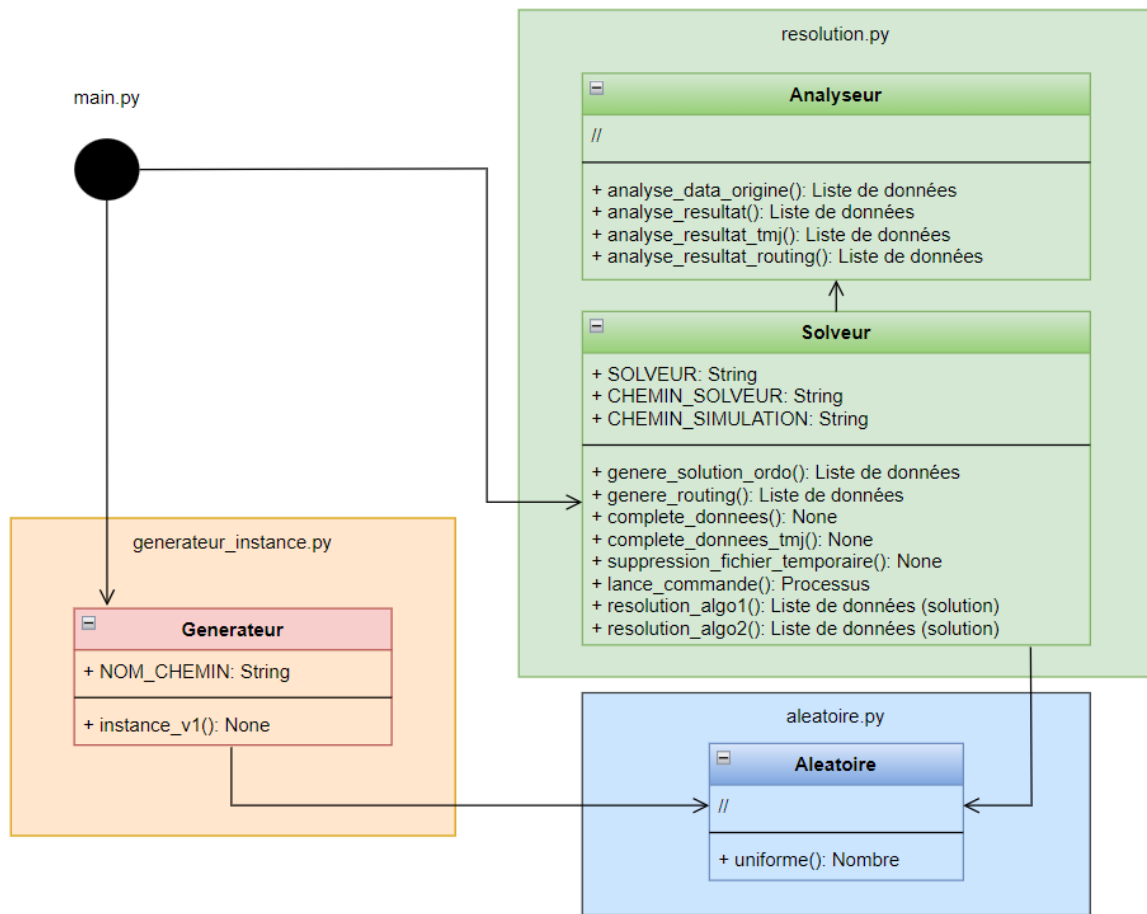 main.py
resolution.py
Analyseur
//
+ analyse_data_origine(): Liste de données
+ analyse_resultat(): Liste de données
+ analyse_resultat_tmj(): Liste de données
+ analyse_resultat_routing(): Liste de données
Solveur
+ SOLVEUR: String
+ CHEMIN_SOLVEUR: String
+ CHEMIN_SIMULATION: String
+ genere_solution_ordo(): Liste de données
+ genere_routing(): Liste de données
+ complete_donnees(): None
+ complete_donnees_tmj(): None
+ suppression_fichier_temporaire(): None
+ lance_commande(): Processus
+ resolution_algo1(): Liste de données (solution)
+ resolution_algo2(): Liste de données (solution)
generateur_instance.py
Generateur
+ NOM_CHEMIN: String
+ instance_v1(): None
aleatoire.py
Aleatoire
//
+ uniforme(): Nombre